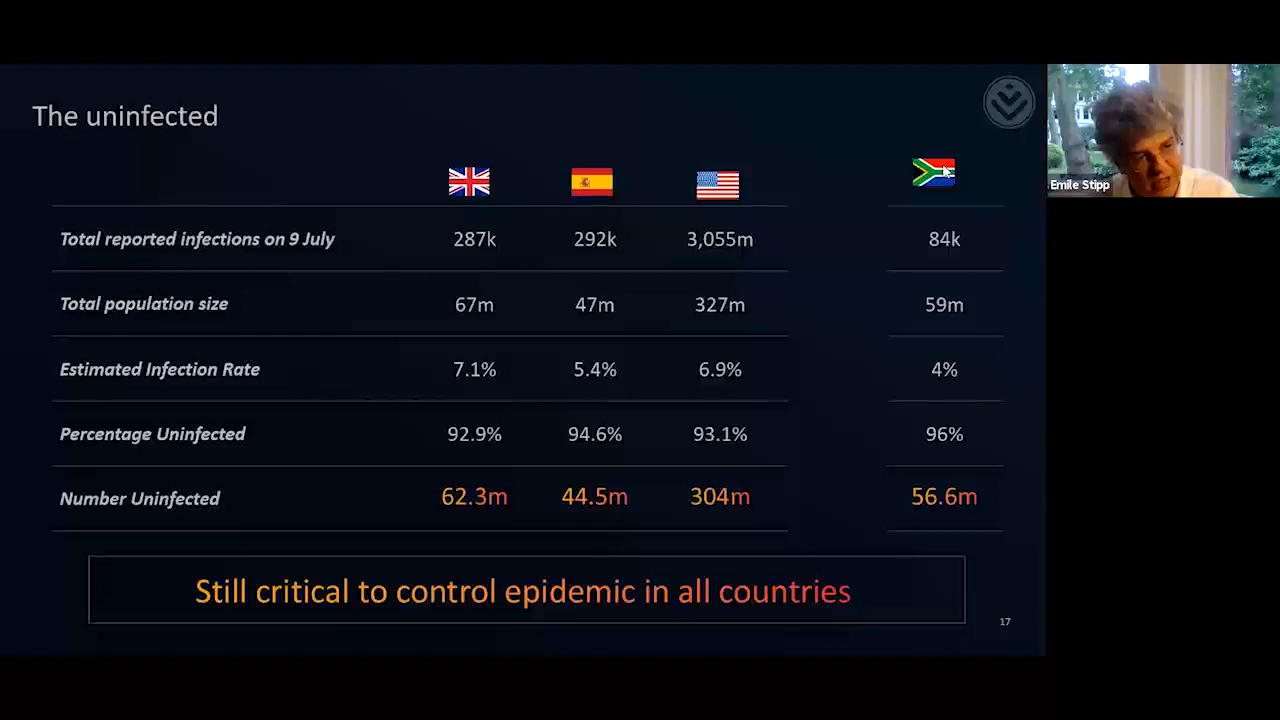 The uninfected
Emile Stipp
Total reported infections on 9 July 287k 292k 3,055m 84k
Total population size 67m 47m 327m 59m
Estimated Infection Rate 7.1% 5.4% 6.9% 4%
Percentage Uninfected 92.9% 94.6% 93.1% 96%
Number Uninfected 62.3m 44.5m 304m 56.6m
Still critical to control epidemic in all countries
17